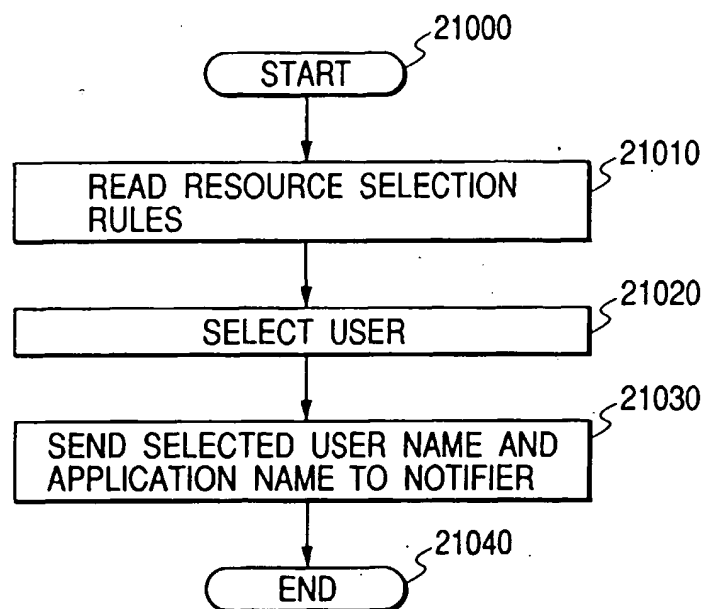 21000
START
21010
READ RESOURCE SELECTION
RULES
21020
SELECT USER
21030
SEND SELECTED USER NAME AND
APPLICATION NAME TO NOTIFIER
21040
END